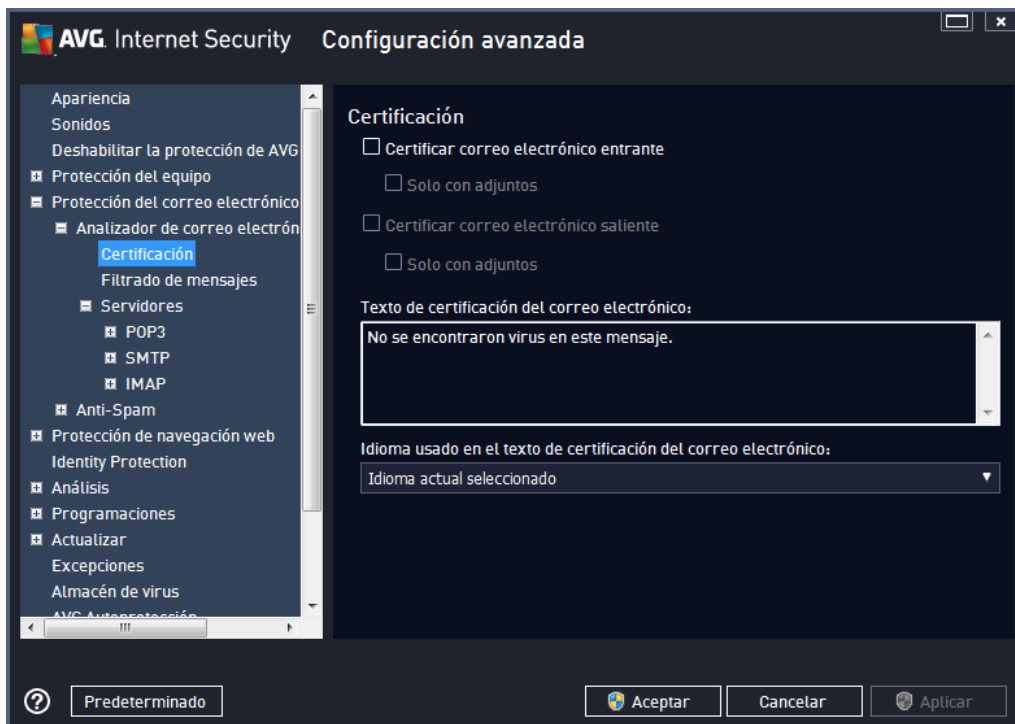 AVG. Internet Security
Configuración avanzada
Apariencia
Sonidos
Deshabilitar la protección de AVG
Protección del equipo
Protección del correo electrónico
Analizador de correo electrón
Certificación
Filtrado de mensajes
Servidores
POP3
SMTP
IMAP
Anti-Spam
Protección de navegación web
Identity Protection
Análisis
Programaciones
Actualizar
Excepciones
Almacén de virus
AVG Autoprotección
Certificación
Certificar correo electrónico entrante
Solo con adjuntos
Certificar correo electrónico saliente
Solo con adjuntos
Texto de certificación del correo electrónico:
No se encontraron virus en este mensaje.
Idioma usado en el texto de certificación del correo electrónico:
Idioma actual seleccionado
Predeterminado
Aceptar
Cancelar
Aplicar